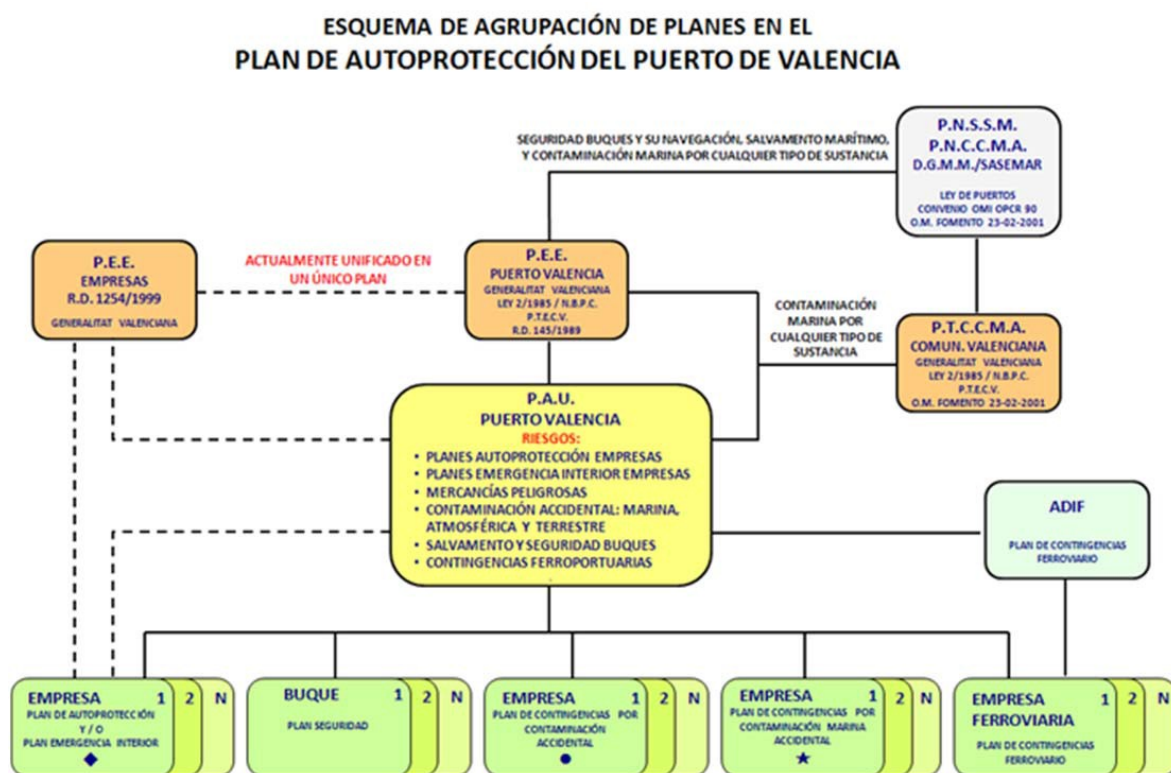 ESQUEMA DE AGRUPACIÓN DE PLANES EN EL
PLAN DE AUTOPROTECCIÓN DEL PUERTO DE VALENCIA
SEGURIDAD BUQUES Y SU NAVEGACIÓN, SALVAMENTO MARÍTIMO,
Y CONTAMINACIÓN MARINA POR CUALQUIER TIPO DE SUSTANCIA
P.N.S.S.M.
P.N.C.C.M.A.
D.G.M.M./SASEMAR
LEY DE PUERTOS
CONVENIO OMI OPCR 90
O.M. FOMENTO 23-02-2001
P.E.E.
EMPRESAS
R.D. 1254/1999
GENERALITAT VALENCIANA
ACTUALMENTE UNIFICADO EN
UN ÚNICO PLAN
P.E.E.
PUERTO VALENCIA
GENERALITAT VALENCIANA
LEY 2/1985 / N.B.P.C.
P.T.E.C.V.
R.D. 145/1989
CONTAMINACIÓN
MARINA POR
CUALQUIER TIPO DE
SUSTANCIA
P.T.C.C.M.A.
COMUN. VALENCIANA
GENERALITAT VALENCIANA
LEY 2/1985 / N.B.P.C.
P.T.E.C.V.
O.M. FOMENTO 23-02-2001
P.A.U.
PUERTO VALENCIA
RIESGOS:
• PLANES AUTOPROTECCIÓN EMPRESAS
• PLANES EMERGENCIA INTERIOR EMPRESAS
• MERCANCÍAS PELIGROSAS
• CONTAMINACIÓN ACCIDENTAL: MARINA,
ATMOSFÉRICA Y TERRESTRE
• SALVAMENTO Y SEGURIDAD BUQUES
• CONTINGENCIAS FERROPORTUARIAS
ADIF
PLAN DE CONTINGENCIAS
FERROVIARIO
EMPRESA 1 2 N
PLAN DE AUTOPROTECCIÓN
Y / O
PLAN EMERGENCIA INTERIOR
◆
BUQUE 1 2 N
PLAN SEGURIDAD
EMPRESA 1 2 N
PLAN DE CONTINGENCIAS POR
CONTAMINACIÓN
ACCIDENTAL
●
EMPRESA 1 2 N
PLAN DE CONTINGENCIAS POR
CONTAMINACIÓN MARINA
ACCIDENTAL
★
EMPRESA 1 2 N
FERROVIARIA
PLAN DE CONTINGENCIAS
FERROVIARIO